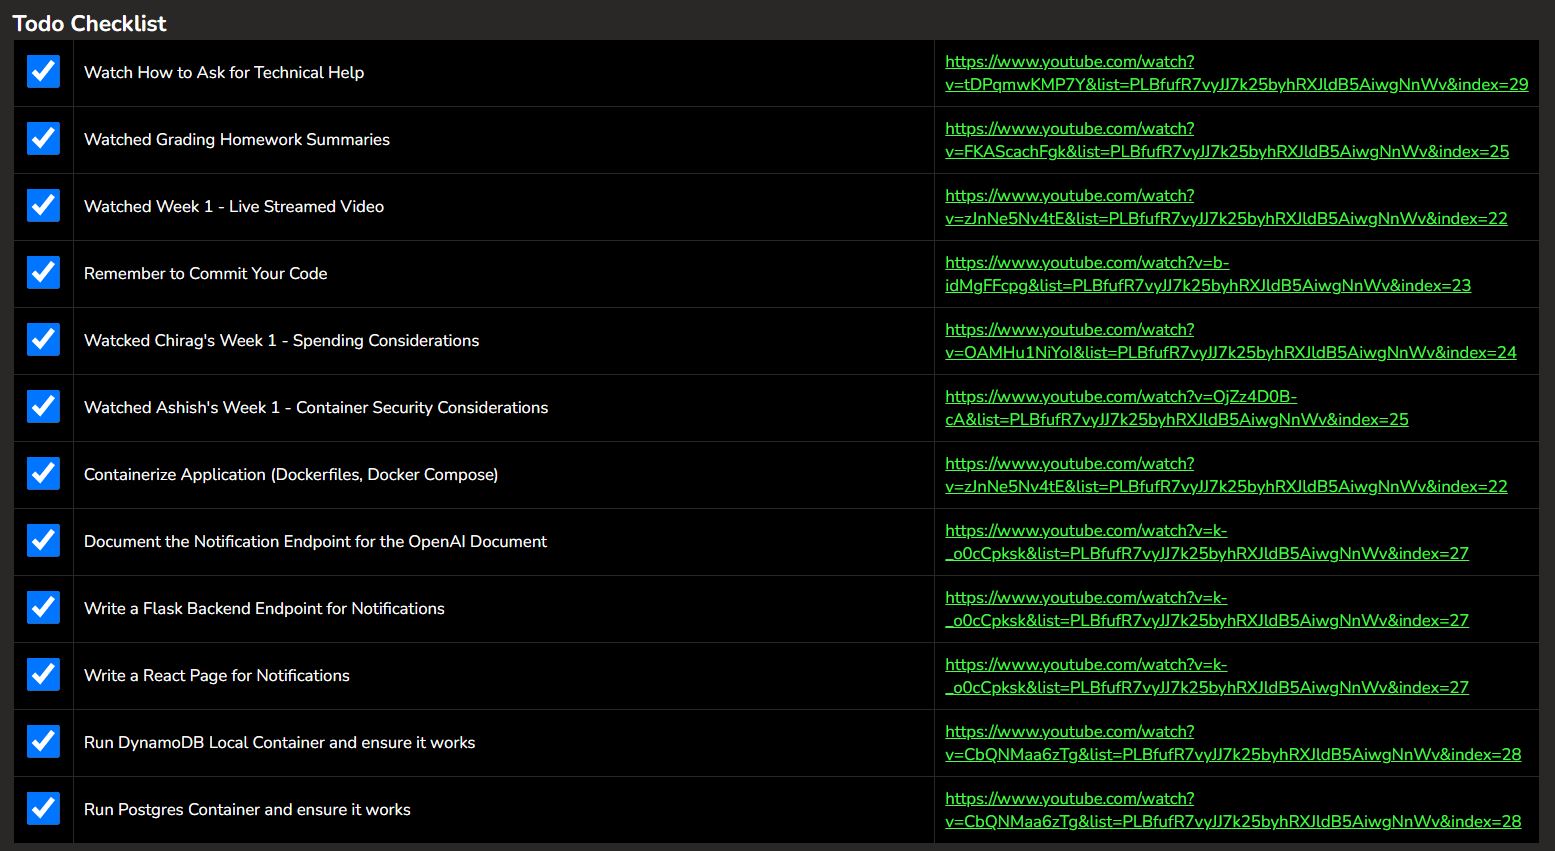 Todo Checklist
Watch How to Ask for Technical Help
https://www.youtube.com/watch?
v=tDPqmwKMP7Y&list=PLBfufR7vyJJ7k25byhRXJldB5AiwgNnWv&index=29
Watched Grading Homework Summaries
https://www.youtube.com/watch?
v=FKAScachFgk&list=PLBfufR7vyJJ7k25byhRXJldB5AiwgNnWv&index=25
Watched Week 1 - Live Streamed Video
https://www.youtube.com/watch?
v=zJnNe5Nv4tE&list=PLBfufR7vyJJ7k25byhRXJldB5AiwgNnWv&index=22
Remember to Commit Your Code
https://www.youtube.com/watch?v=b-
idMgFFcpg&list=PLBfufR7vyJJ7k25byhRXJldB5AiwgNnWv&index=23
Watcked Chirag's Week 1 - Spending Considerations
https://www.youtube.com/watch?
v=OAMHu1NiYoI&list=PLBfufR7vyJJ7k25byhRXJldB5AiwgNnWv&index=24
Watched Ashish's Week 1 - Container Security Considerations
https://www.youtube.com/watch?v=OjZz4D0B-
cA&list=PLBfufR7vyJJ7k25byhRXJldB5AiwgNnWv&index=25
Containerize Application (Dockerfiles, Docker Compose)
https://www.youtube.com/watch?
v=zJnNe5Nv4tE&list=PLBfufR7vyJJ7k25byhRXJldB5AiwgNnWv&index=22
Document the Notification Endpoint for the OpenAI Document
https://www.youtube.com/watch?v=k-
_o0cCpksk&list=PLBfufR7vyJJ7k25byhRXJldB5AiwgNnWv&index=27
Write a Flask Backend Endpoint for Notifications
https://www.youtube.com/watch?v=k-
_o0cCpksk&list=PLBfufR7vyJJ7k25byhRXJldB5AiwgNnWv&index=27
Write a React Page for Notifications
https://www.youtube.com/watch?v=k-
_o0cCpksk&list=PLBfufR7vyJJ7k25byhRXJldB5AiwgNnWv&index=27
Run DynamoDB Local Container and ensure it works
https://www.youtube.com/watch?
v=CbQNMaa6zTg&list=PLBfufR7vyJJ7k25byhRXJldB5AiwgNnWv&index=28
Run Postgres Container and ensure it works
https://www.youtube.com/watch?
v=CbQNMaa6zTg&list=PLBfufR7vyJJ7k25byhRXJldB5AiwgNnWv&index=28